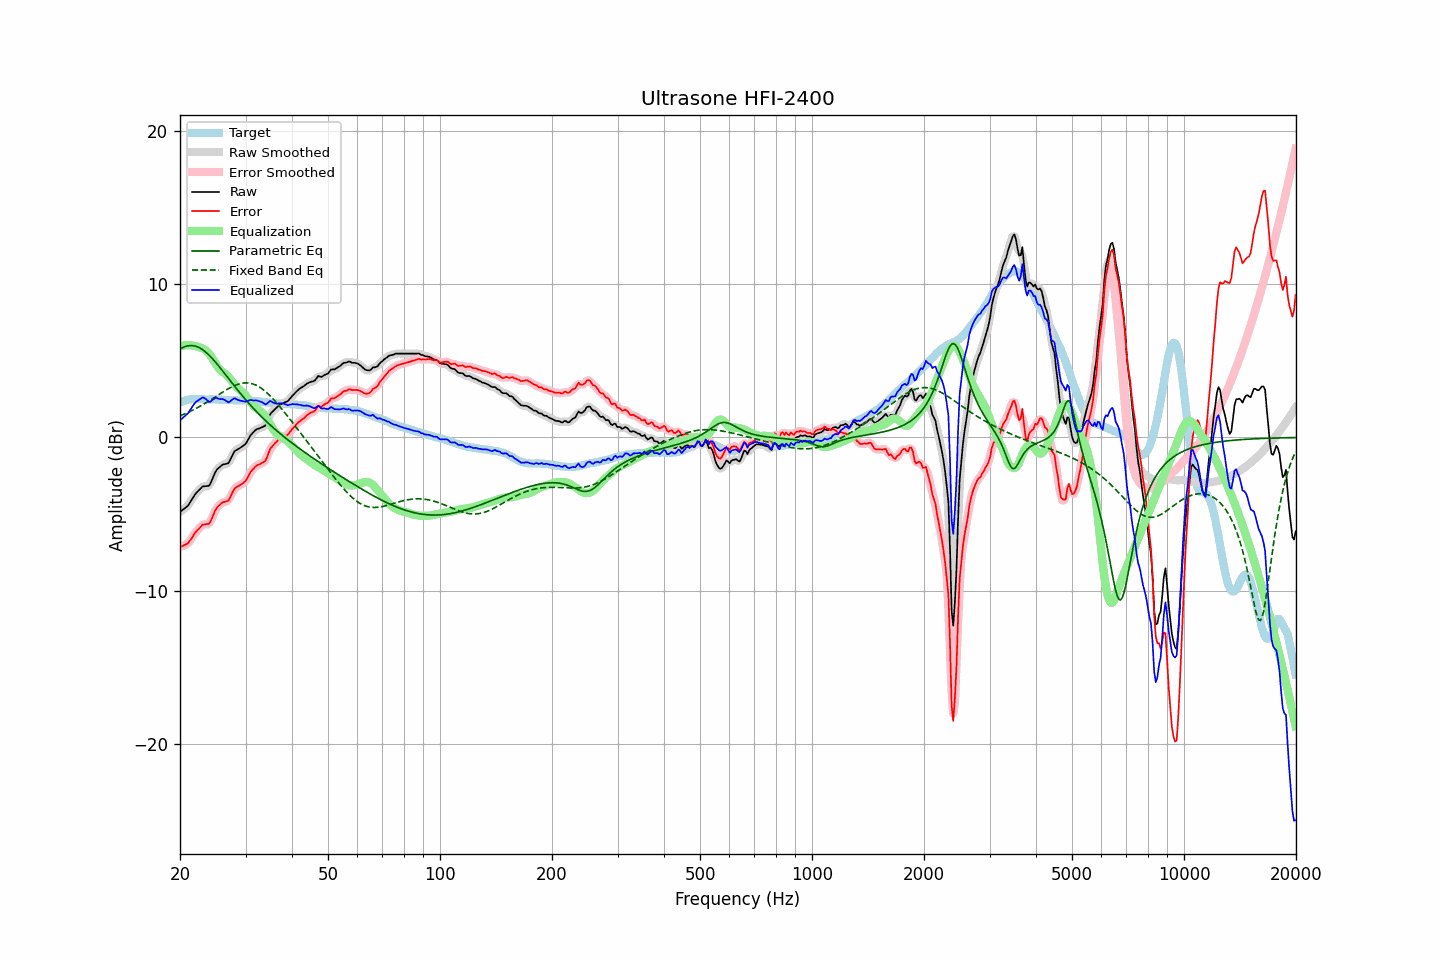 Ultrasone HFI-2400
Target
Raw Smoothed
Error Smoothed
Raw
Error
Equalization
Parametric Eq
Fixed Band Eq
Equalized
20
10
0
−10
−20
Amplitude (dBr)
20 50 100 200 500 1000 2000 5000 10000 20000
Frequency (Hz)